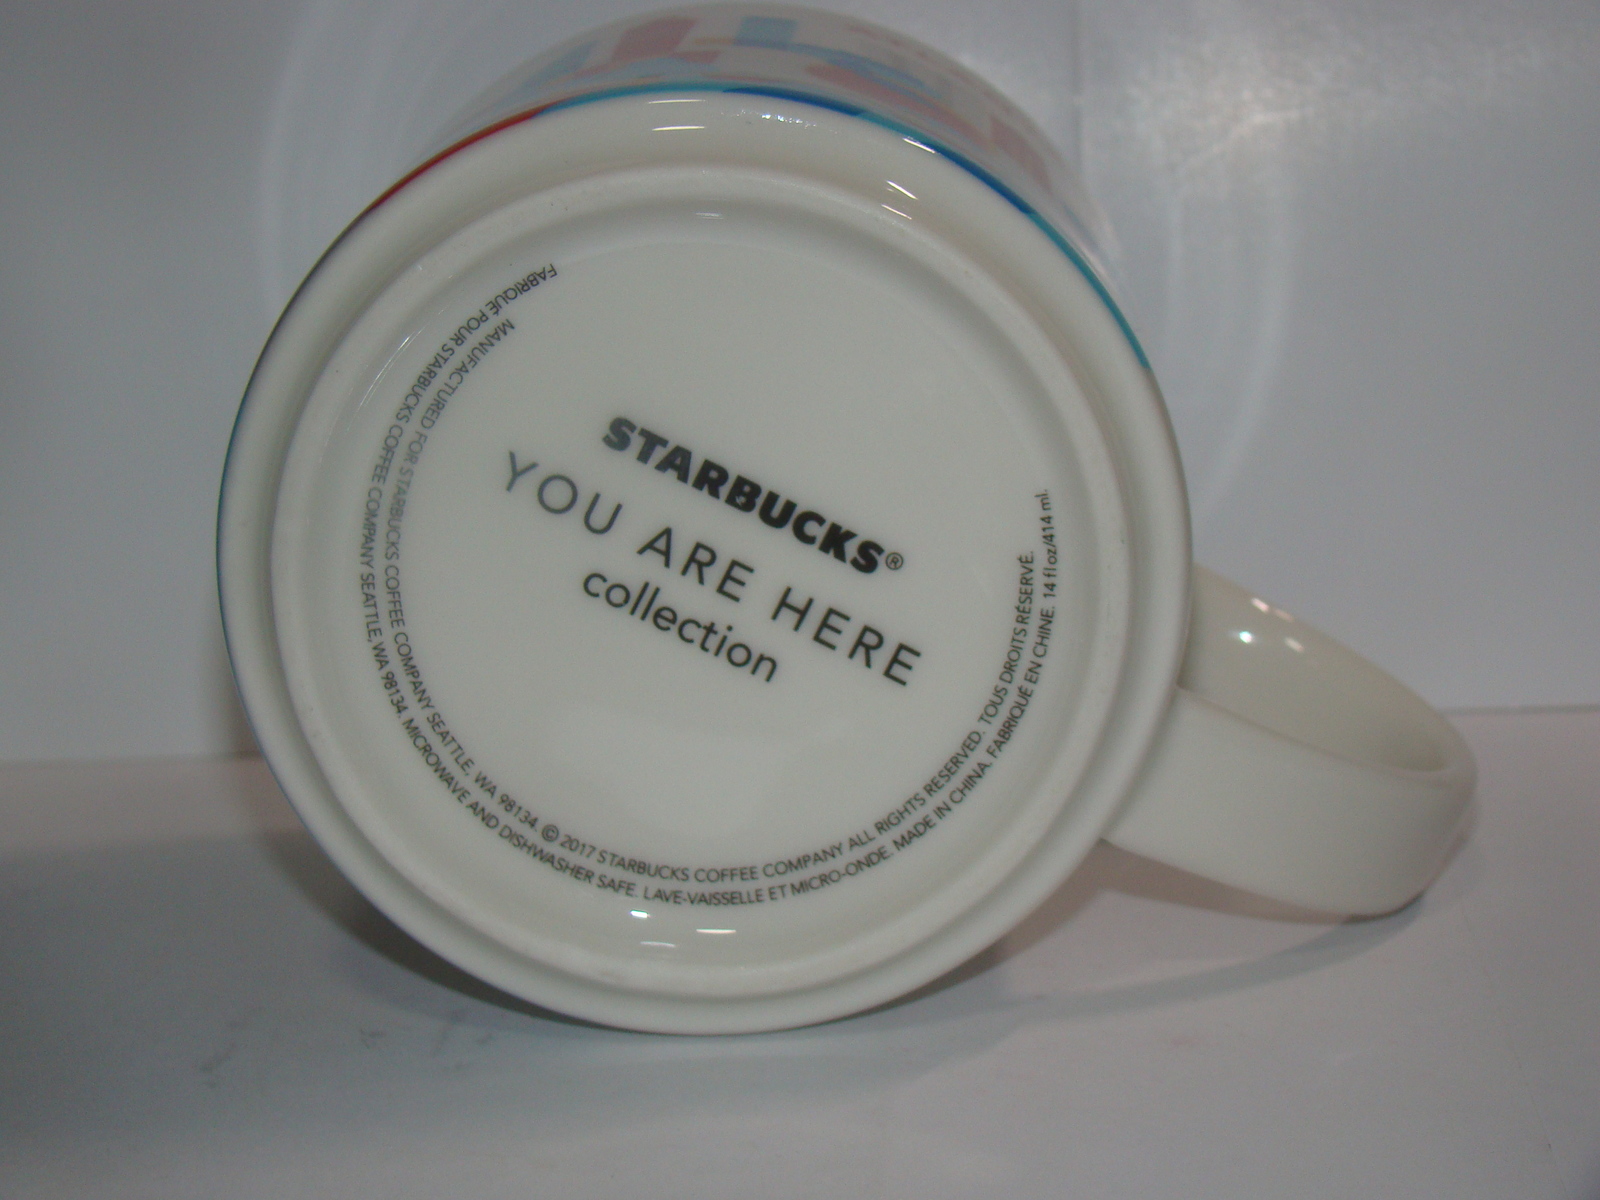 STARBUCKS®
YOU ARE HERE
collection
MANUFACTURED FOR STARBUCKS COFFEE COMPANY SEATTLE, WA 98134. © 2017 STARBUCKS COFFEE COMPANY ALL RIGHTS RESERVED. TOUS DROITS RÉSERVÉ.
FABRIQUÉ POUR STARBUCKS COFFEE COMPANY SEATTLE, WA 98134. MICROWAVE AND DISHWASHER SAFE. LAVE-VAISSELLE ET MICRO-ONDE. MADE IN CHINA. FABRIQUÉ EN CHINE. 14 fl oz/414 ml.